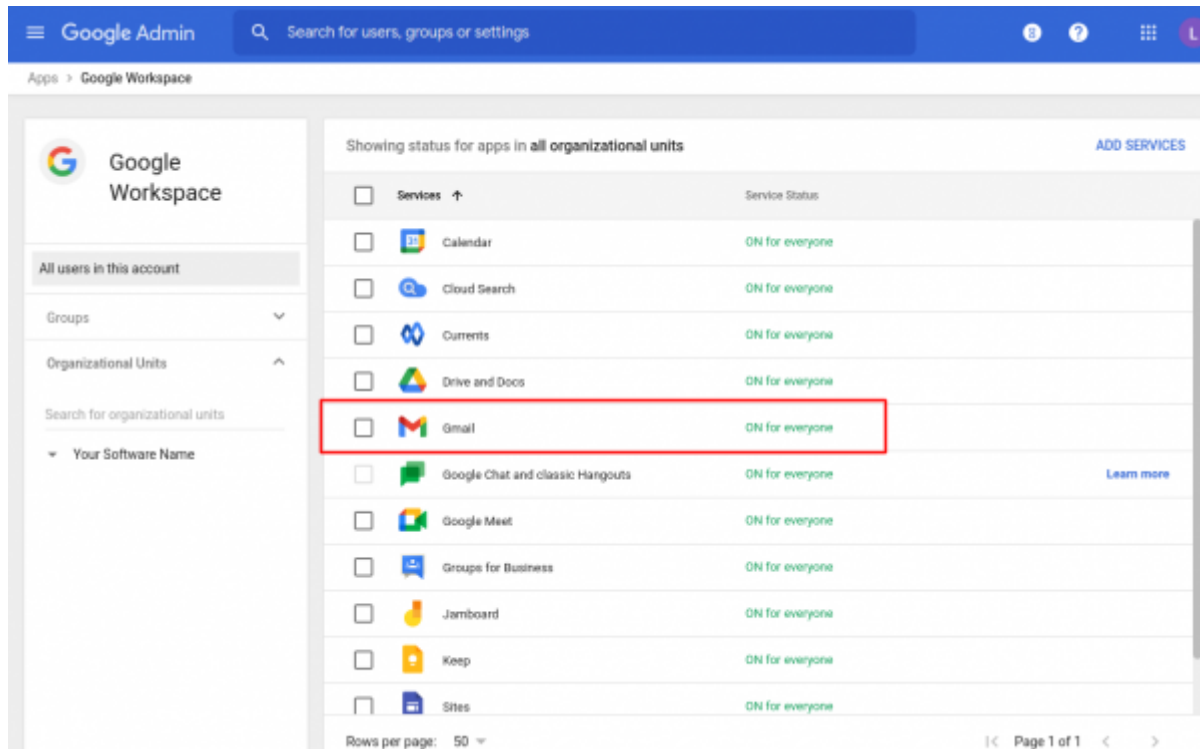 Google Admin
Search for users, groups or settings
8
?
L
Apps > Google Workspace
Google
Workspace
All users in this account
Groups
Organizational Units
Search for organizational units
Your Software Name
Showing status for apps in all organizational units
ADD SERVICES
Services ↑ Service Status
31 Calendar ON for everyone
Cloud Search ON for everyone
Currents ON for everyone
Drive and Docs ON for everyone
Gmail ON for everyone
Google Chat and classic Hangouts ON for everyone Learn more
Google Meet ON for everyone
Groups for Business ON for everyone
Jamboard ON for everyone
Keep ON for everyone
Sites ON for everyone
Rows per page: 50 Page 1 of 1